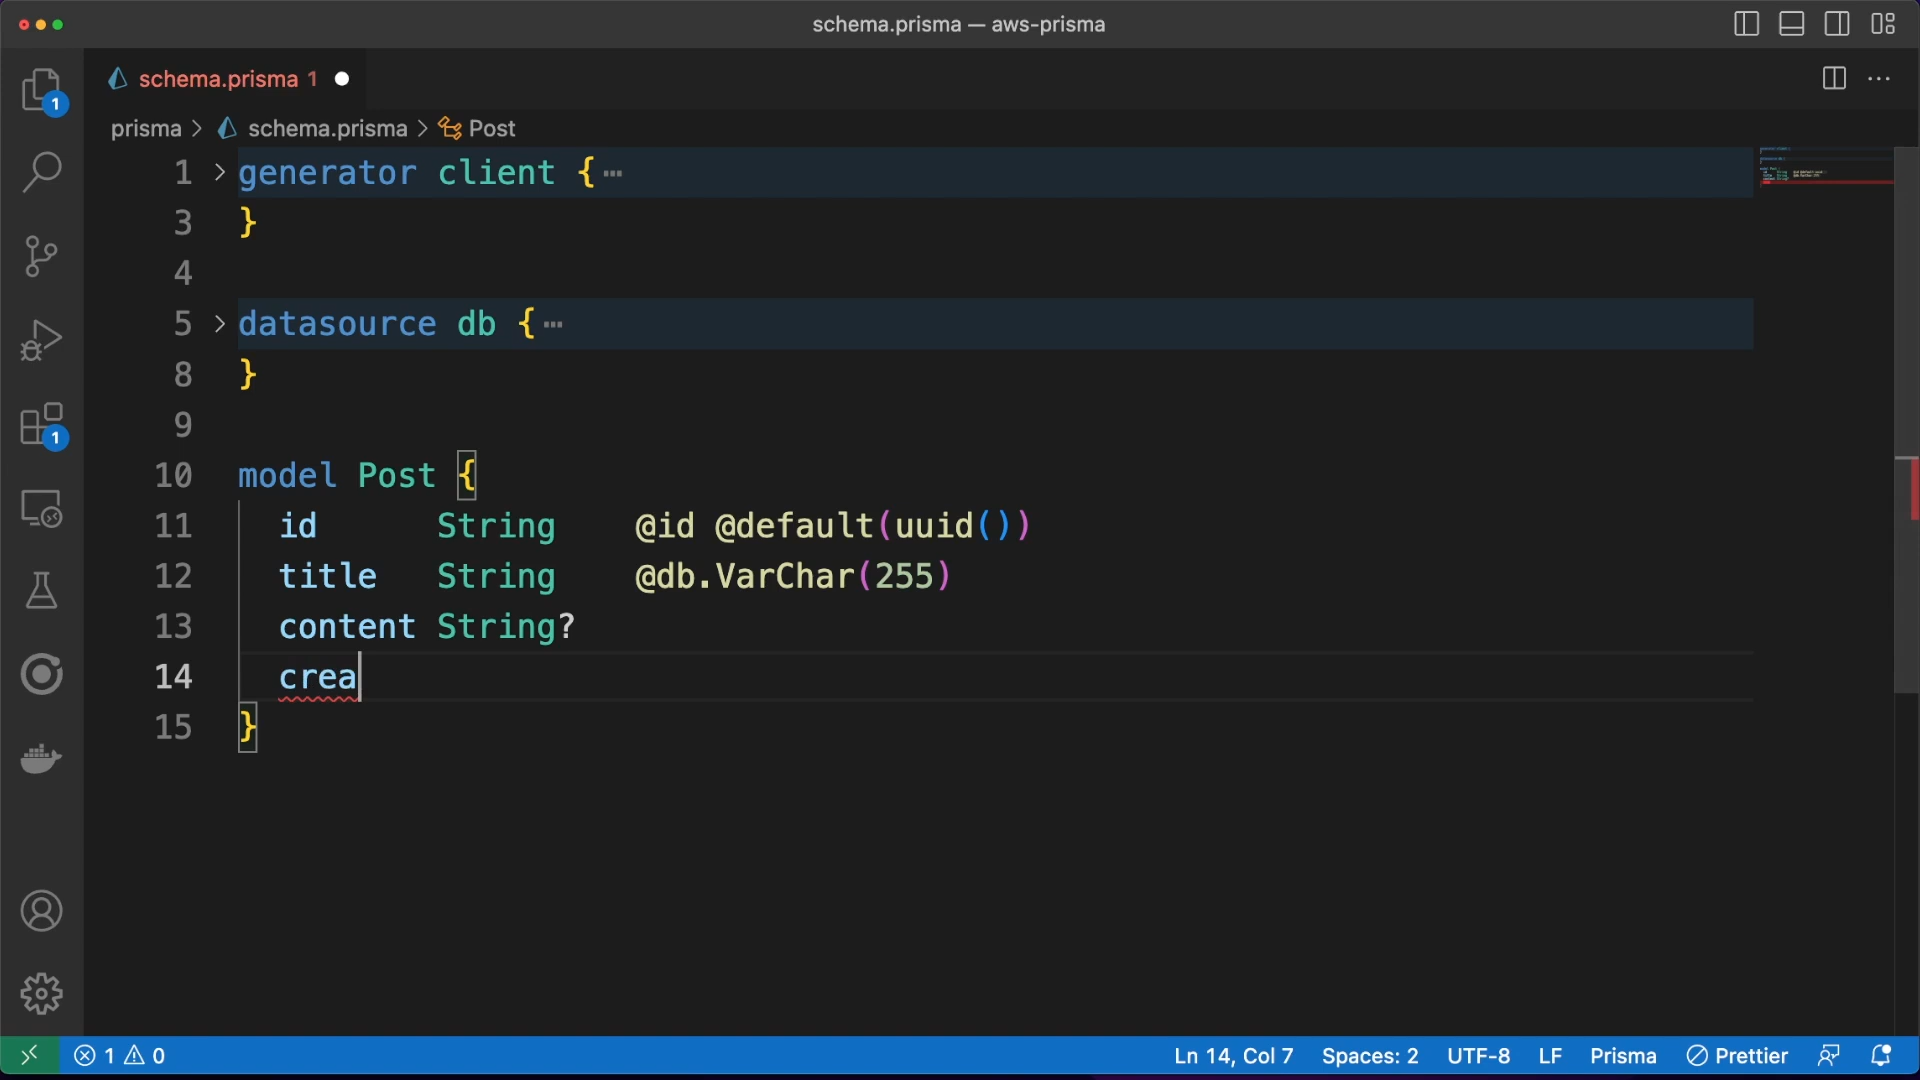 schema.prisma — aws-prisma
schema.prisma 1
prisma > schema.prisma > Post
1 generator client {
3 }
4
5 datasource db {
8 }
9
10 model Post {
11 id String @id @default(uuid())
12 title String @db.VarChar(255)
13 content String?
14 crea
15 }
1
1
1 0
Ln 14, Col 7 Spaces: 2 UTF-8 LF Prisma Prettier